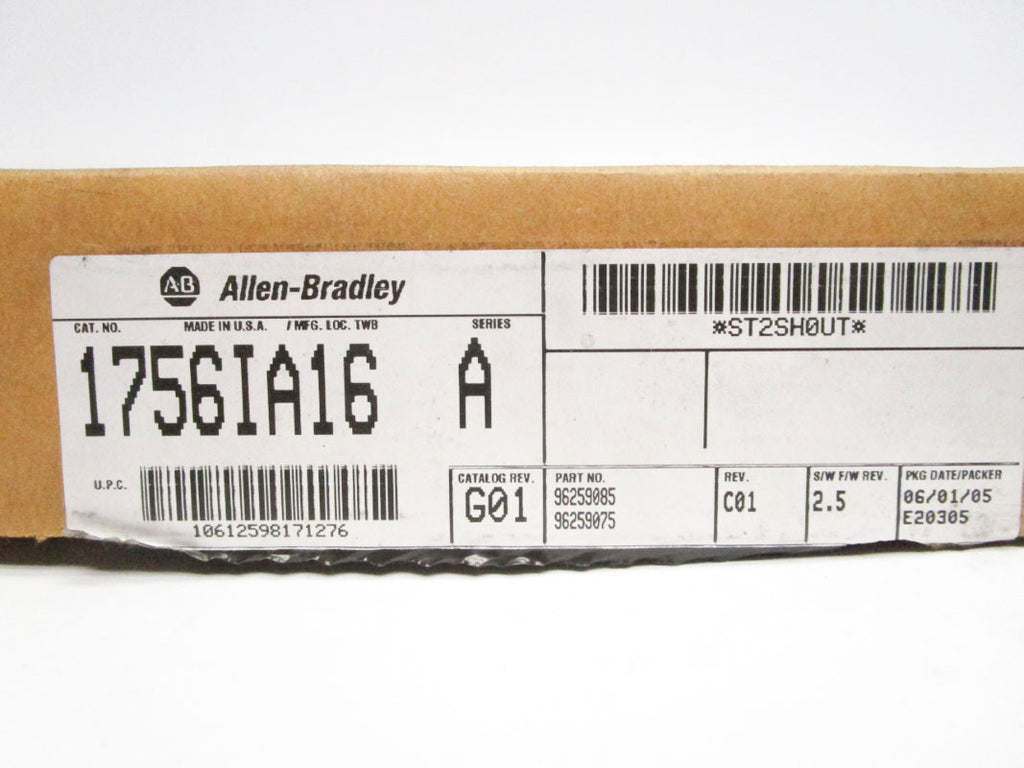 AB Allen-Bradley
*ST2SH0UT*
CAT. NO. MADE IN U.S.A. / MFG. LOC. TWB SERIES
1756IA16 A
U.P.C.
10612598171276
CATALOG REV.
G01
PART NO.
96259085
96259075
REV.
C01
S/W F/W REV.
2.5
PKG DATE/PACKER
06/01/05
E20305